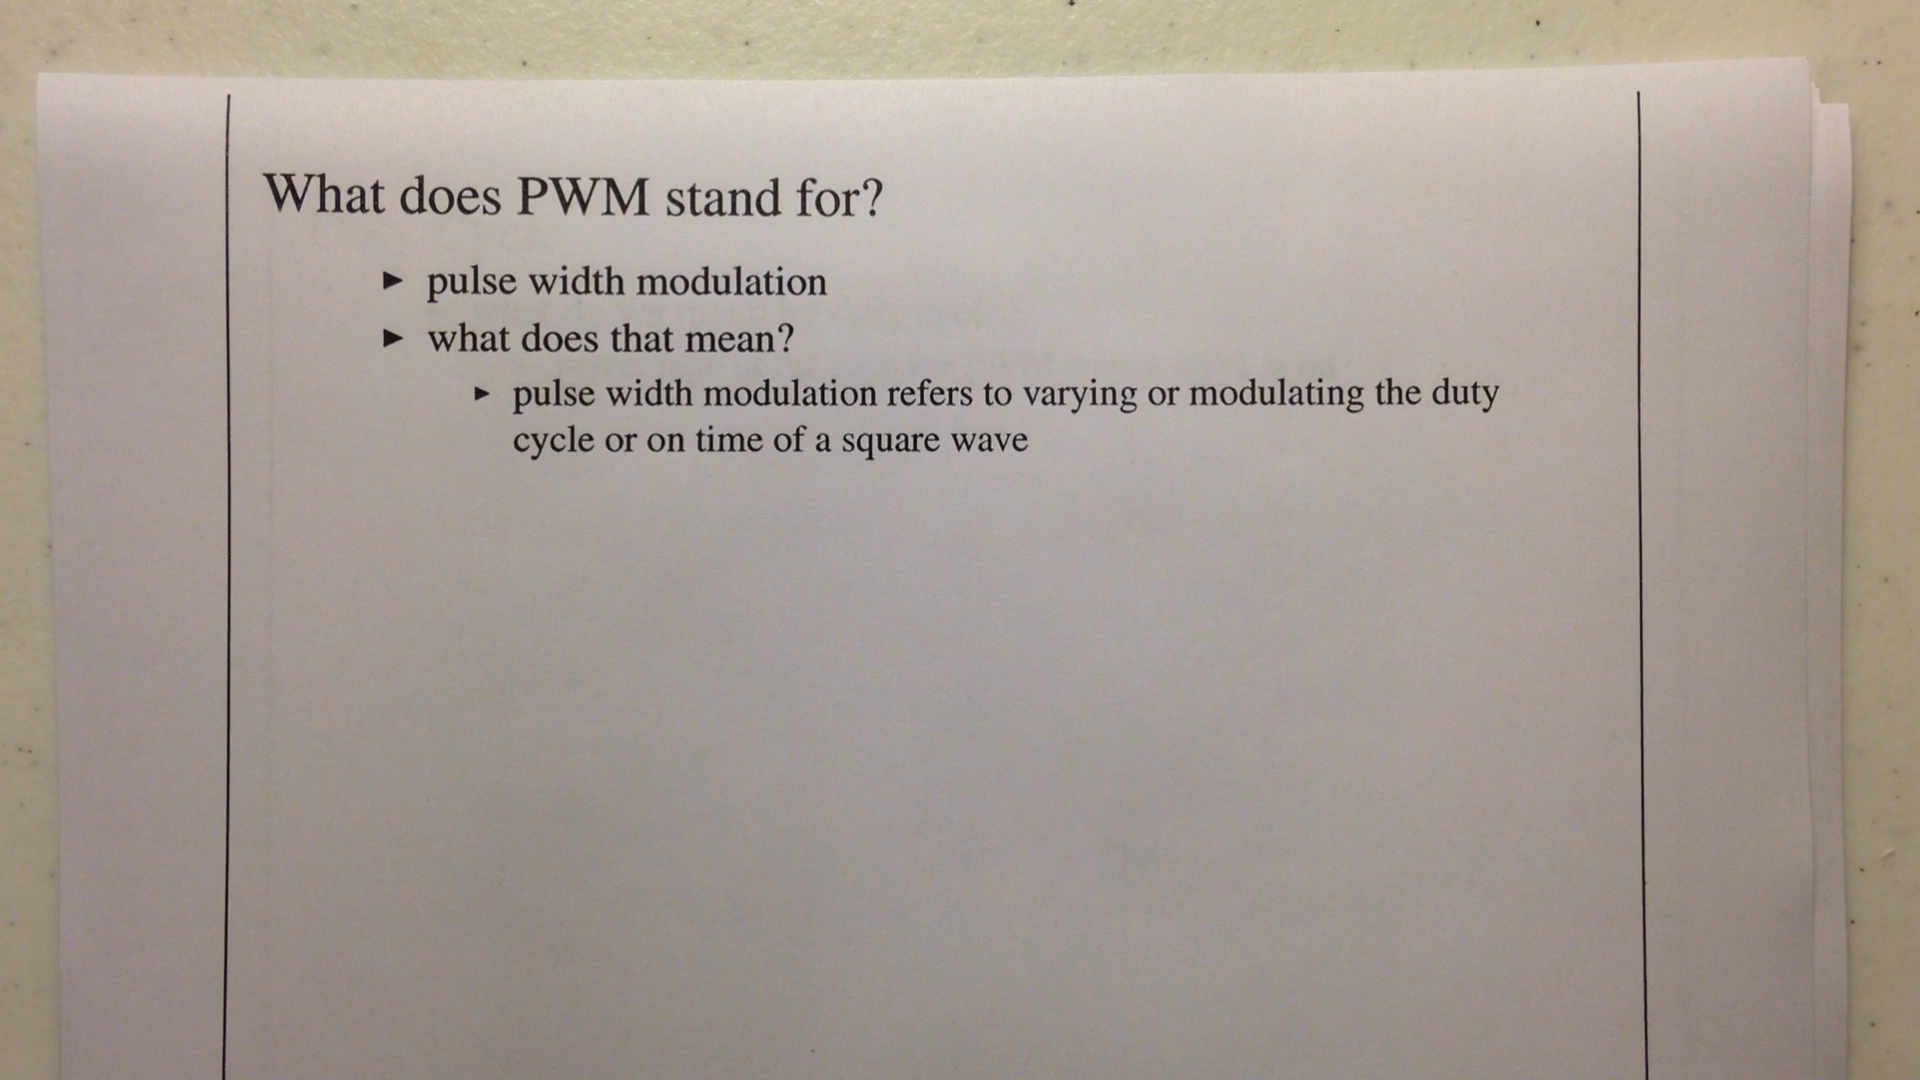 What does PWM stand for?
► pulse width modulation
► what does that mean?
► pulse width modulation refers to varying or modulating the duty
cycle or on time of a square wave